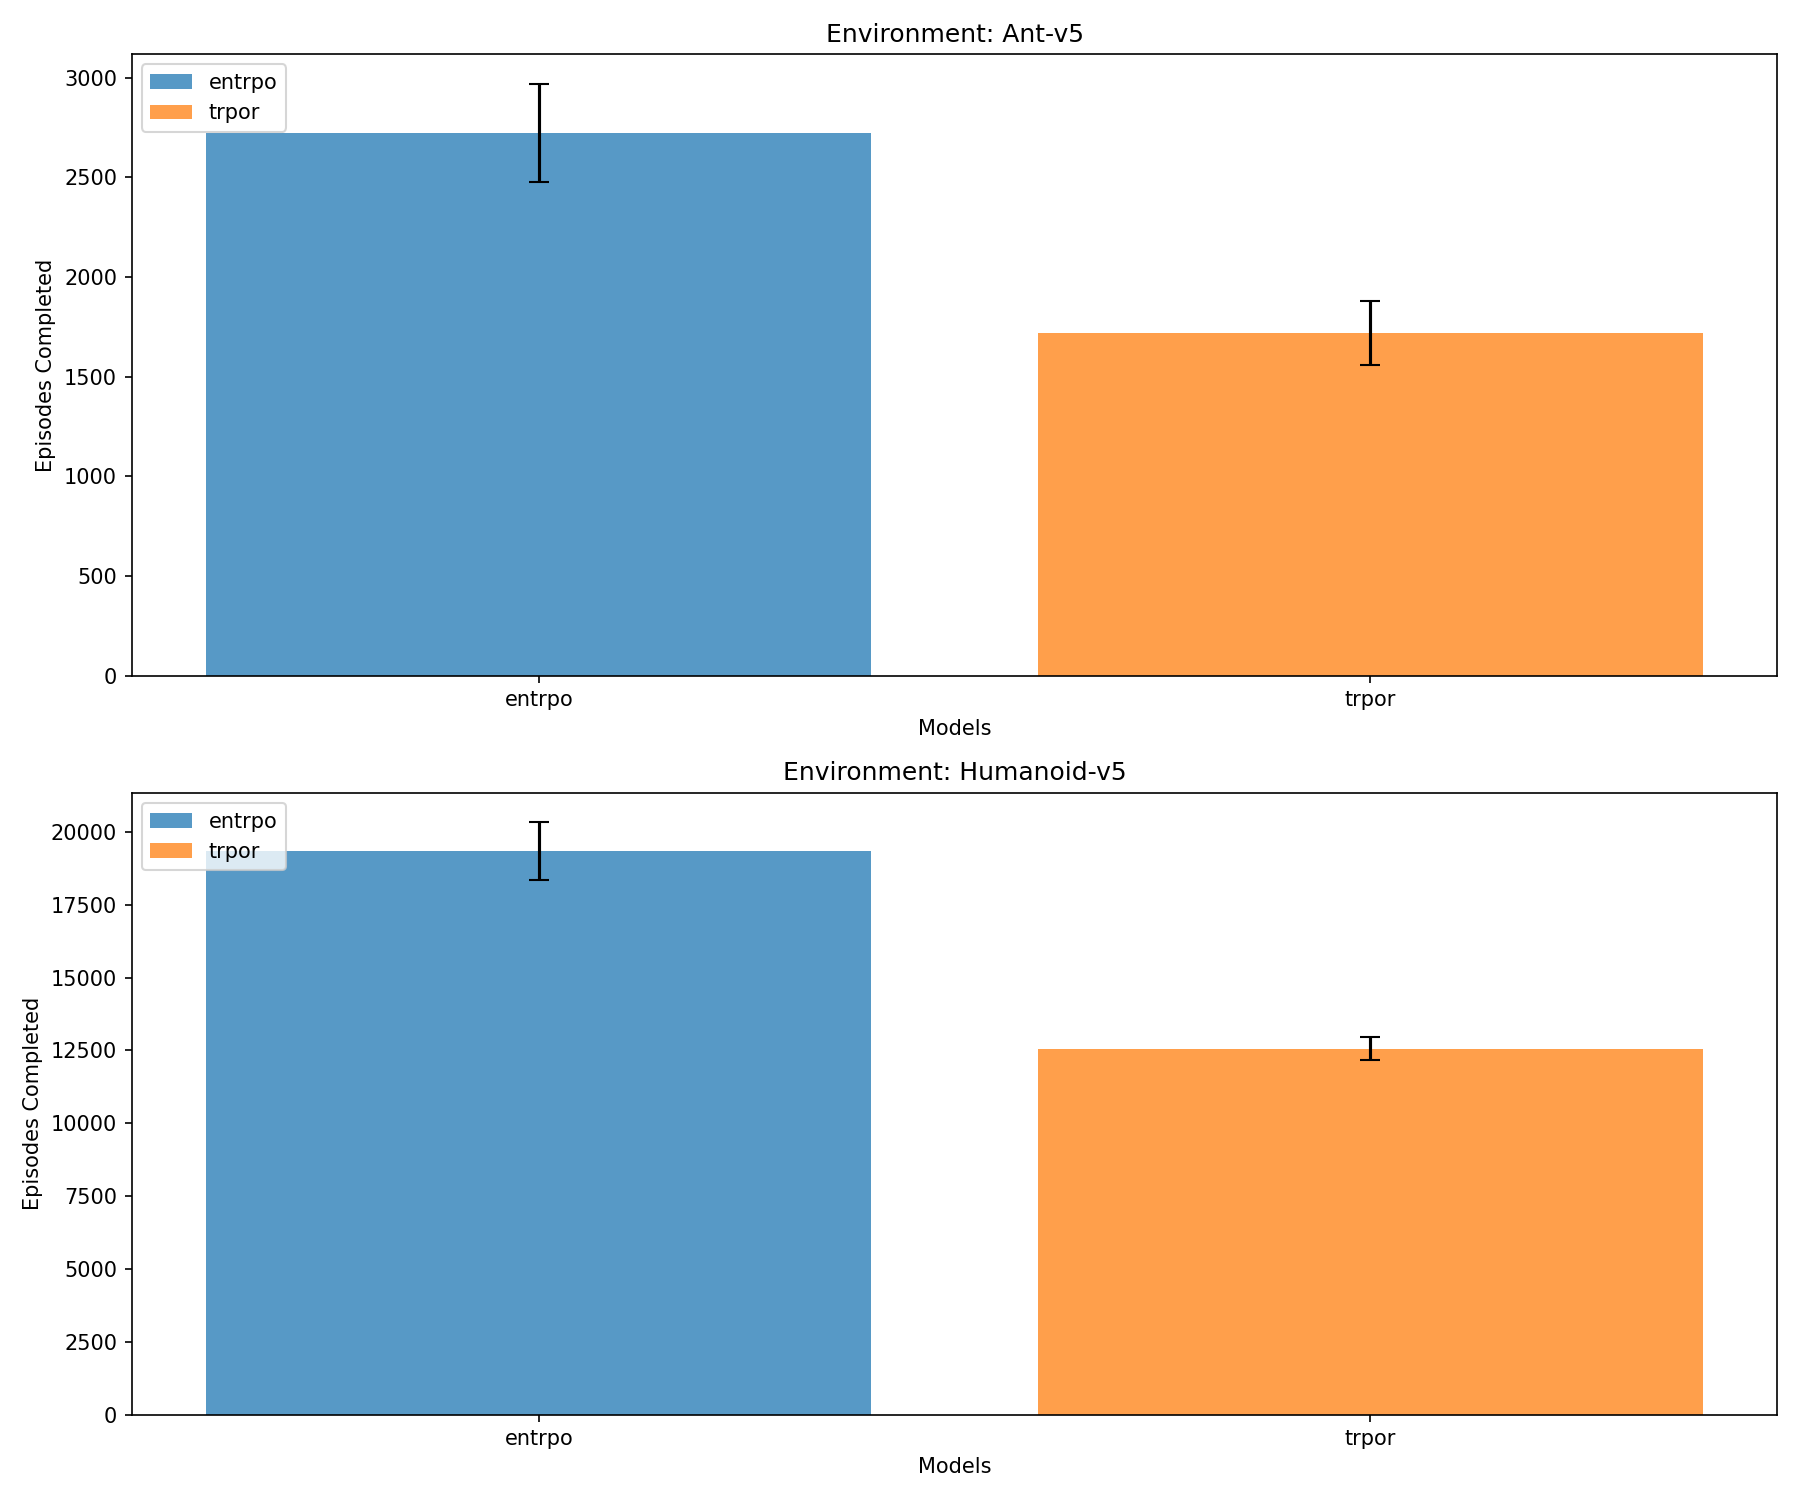 Environment: Ant-v5
entrpo
trpor
3000
2500
2000
1500
1000
500
0
Episodes Completed
entrpo
trpor
Models
Environment: Humanoid-v5
entrpo
trpor
20000
17500
15000
12500
10000
7500
5000
2500
0
Episodes Completed
entrpo
trpor
Models